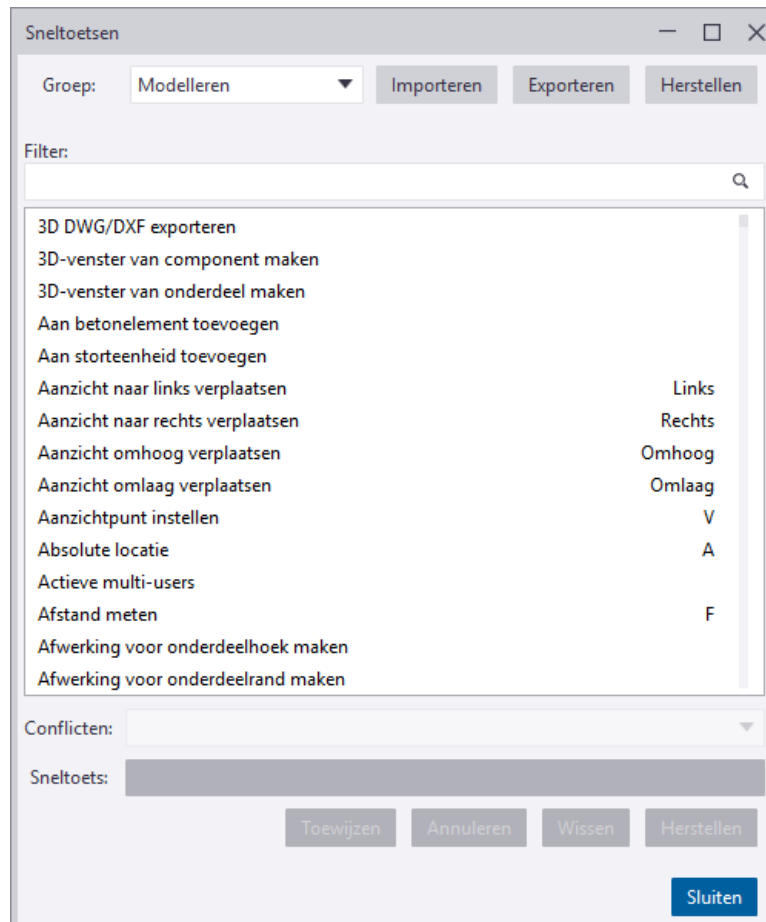 Sneltoetsen
Groep: Modelleren Importeren Exporteren Herstellen
Filter:
3D DWG/DXF exporteren
3D-venster van component maken
3D-venster van onderdeel maken
Aan betonelement toevoegen
Aan storteenheid toevoegen
Aanzicht naar links verplaatsen Links
Aanzicht naar rechts verplaatsen Rechts
Aanzicht omhoog verplaatsen Omhoog
Aanzicht omlaag verplaatsen Omlaag
Aanzichtpunt instellen V
Absolute locatie A
Actieve multi-users
Afstand meten F
Afwerking voor onderdeelhoek maken
Afwerking voor onderdeelrand maken
Conflicten:
Sneltoets:
Toewijzen Annuleren Wissen Herstellen
Sluiten